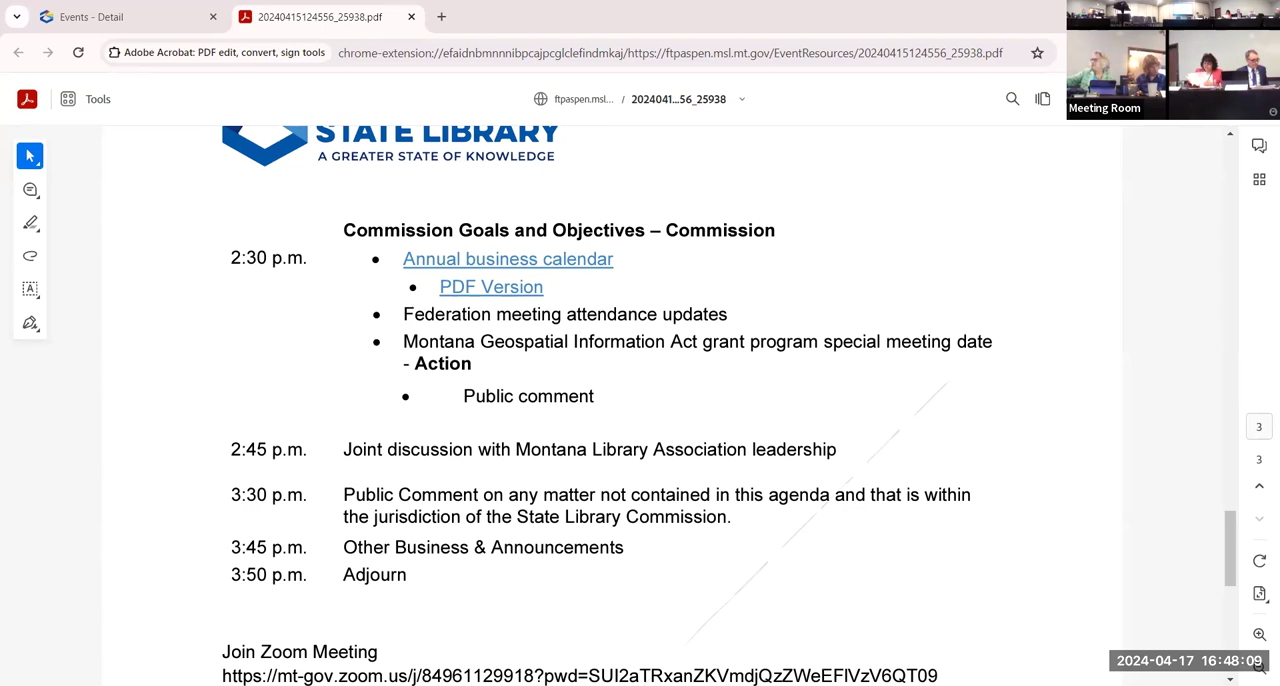 Events - Detail
20240415124556_25938.pdf
Adobe Acrobat: PDF edit, convert, sign tools
chrome-extension://efaidnbmnnnibpcajpcglclefindmkaj/https://ftpaspen.msl.mt.gov/EventResources/20240415124556_25938.pdf
Meeting Room
Tools
ftpaspen.msl... / 2024041...56_25938
STATE LIBRARY
A GREATER STATE OF KNOWLEDGE
Commission Goals and Objectives – Commission
2:30 p.m.
• Annual business calendar
• PDF Version
• Federation meeting attendance updates
• Montana Geospatial Information Act grant program special meeting date
- Action
• Public comment
2:45 p.m. Joint discussion with Montana Library Association leadership
3:30 p.m. Public Comment on any matter not contained in this agenda and that is within
the jurisdiction of the State Library Commission.
3:45 p.m. Other Business & Announcements
3:50 p.m. Adjourn
Join Zoom Meeting
https://mt-gov.zoom.us/j/84961129918?pwd=SUl2aTRxanZKVmdjQzZWeEFlVzV6QT09
3
3
2024-04-17 16:48:09